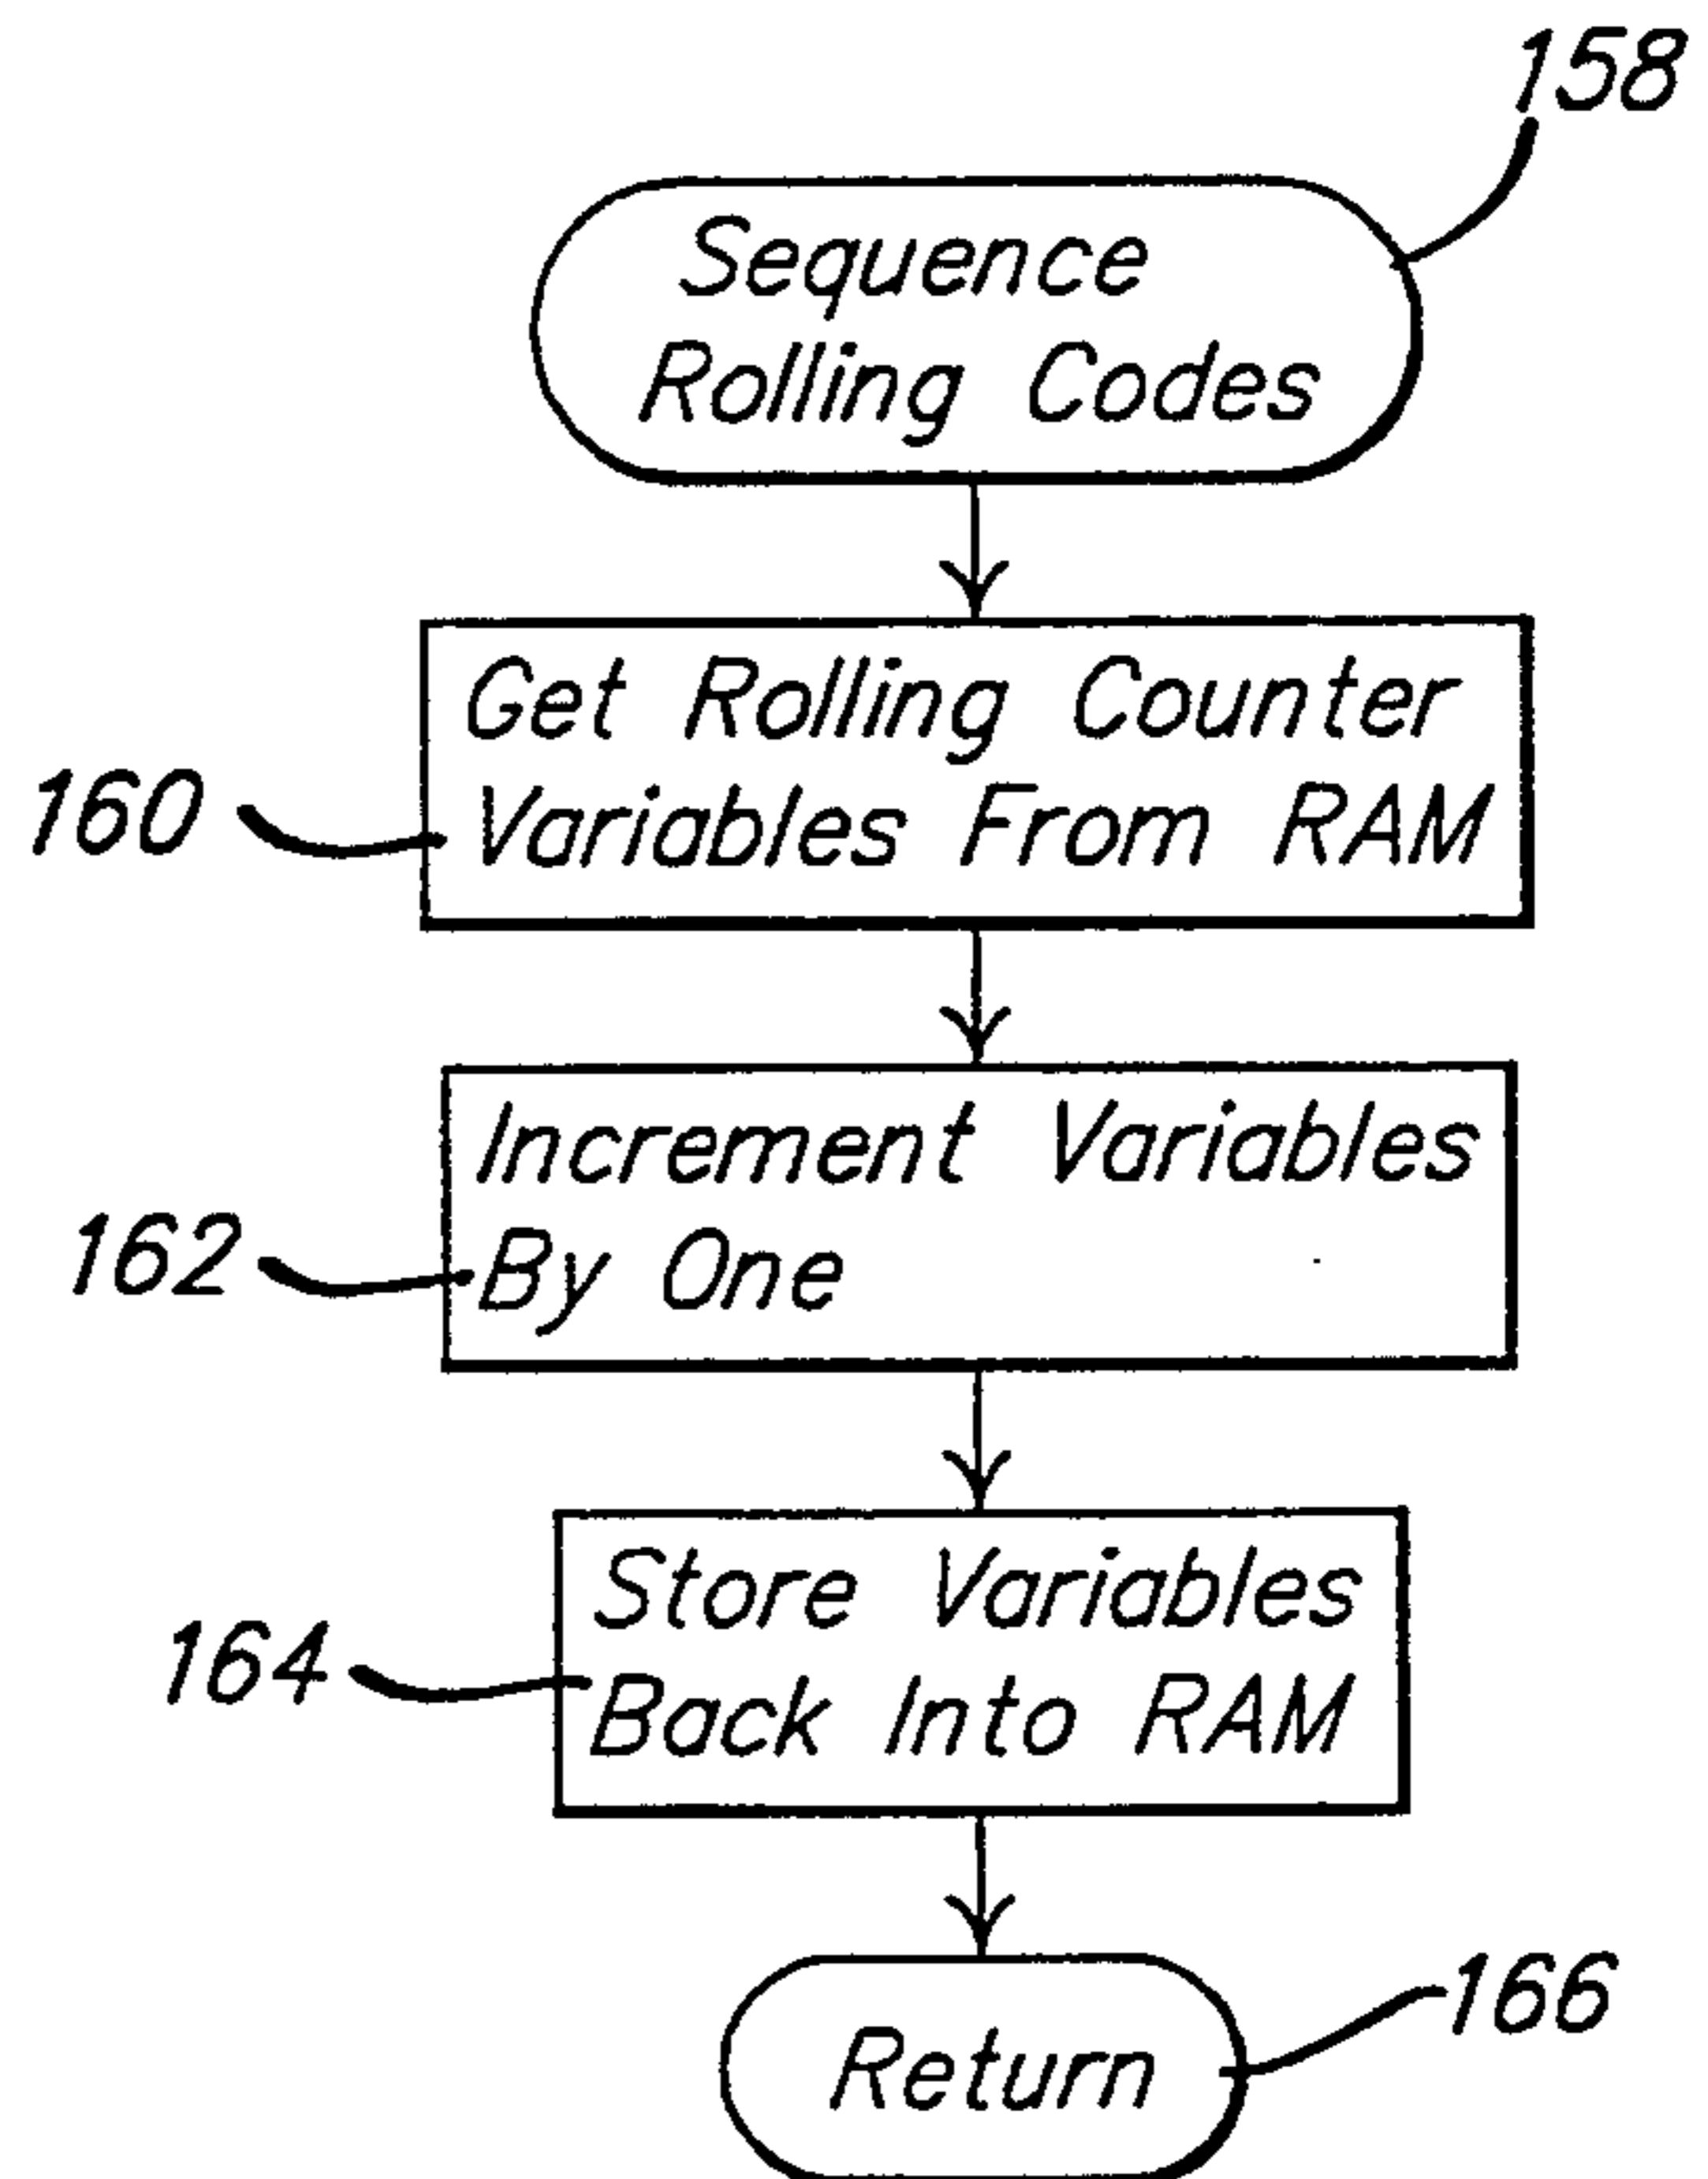 158
Sequence
Rolling Codes
Get Rolling Counter
160
Variables From RAM
Increment Variables
162
By One
Store Variables
164
Back Into RAM
166
Return